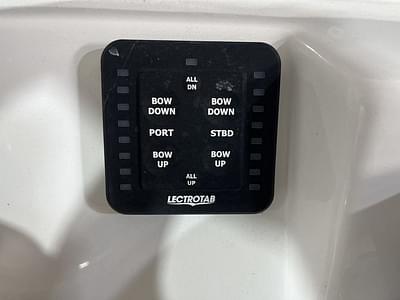 ALL
DN
BOW BOW
DOWN DOWN
PORT STBD
BOW BOW
UP UP
ALL
UP
LECTROTAB